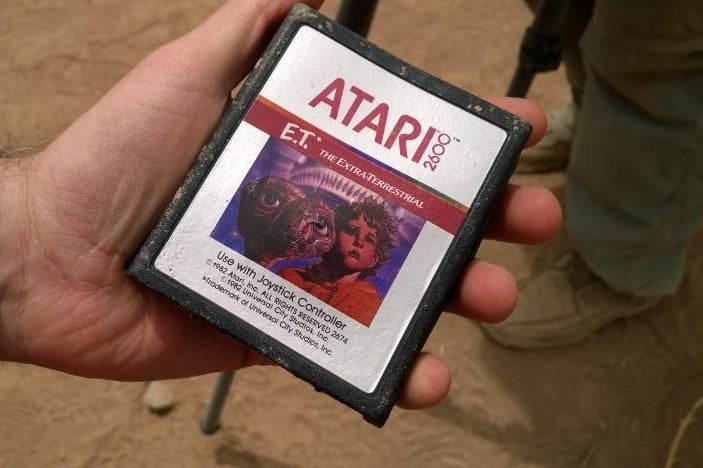 ATARI 2600™
E.T.* THE EXTRA-TERRESTRIAL
Use with Joystick Controller
© 1982 Atari, Inc. ALL RIGHTS RESERVED 2674
© 1982 Universal City Studios, Inc.
*Trademark of Universal City Studios, Inc.